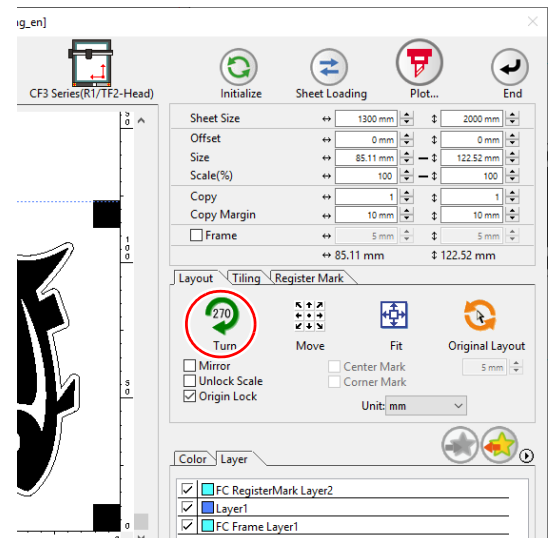 ng_en]
CF3 Series(R1/TF2-Head)
Initialize
Sheet Loading
Plot...
End
Sheet Size ↔ 1300 mm ↕ 2000 mm
Offset ↔ 0 mm ↕ 0 mm
Size ↔ 85.11 mm ↕ 122.52 mm
Scale(%) ↔ 100 ↕ 100
Copy ↔ 1 ↕ 1
Copy Margin ↔ 10 mm ↕ 10 mm
Frame ↔ 5 mm ↕ 5 mm
↔ 85.11 mm ↕ 122.52 mm
Layout Tiling Register Mark
270
Turn Move Fit Original Layout
Mirror Center Mark 5 mm
Unlock Scale Corner Mark
Origin Lock
Unit: mm
Color Layer
FC RegisterMark Layer2
Layer1
FC Frame Layer1
100
50
0